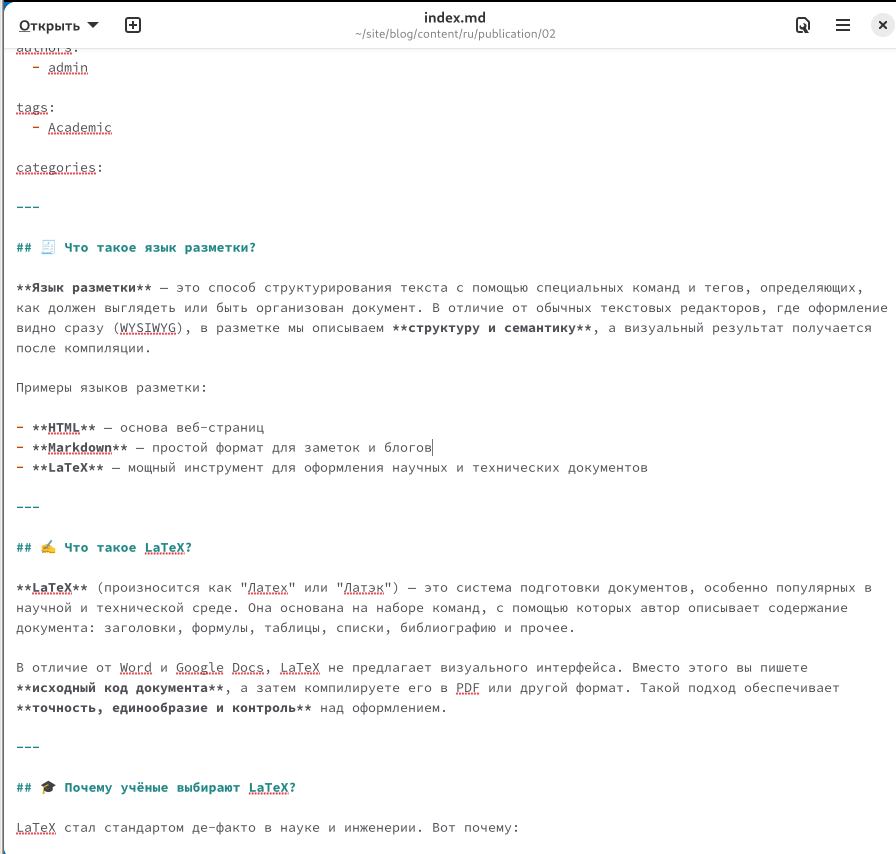 Открыть
index.md
~/site/blog/content/ru/publication/02
authors:
- admin
tags:
- Academic
categories:
---
## 🧾 Что такое язык разметки?
**Язык разметки** — это способ структурирования текста с помощью специальных команд и тегов, определяющих,
как должен выглядеть или быть организован документ. В отличие от обычных текстовых редакторов, где оформление
видно сразу (WYSIWYG), в разметке мы описываем **структуру и семантику**, а визуальный результат получается
после компиляции.
Примеры языков разметки:
- **HTML** — основа веб-страниц
- **Markdown** — простой формат для заметок и блогов
- **LaTeX** — мощный инструмент для оформления научных и технических документов
---
## ✍️ Что такое LaTeX?
**LaTeX** (произносится как "Латех" или "Латэк") — это система подготовки документов, особенно популярных в
научной и технической среде. Она основана на наборе команд, с помощью которых автор описывает содержание
документа: заголовки, формулы, таблицы, списки, библиографию и прочее.
В отличие от Word и Google Docs, LaTeX не предлагает визуального интерфейса. Вместо этого вы пишете
**исходный код документа**, а затем компилируете его в PDF или другой формат. Такой подход обеспечивает
**точность, единообразие и контроль** над оформлением.
---
## 🎓 Почему учёные выбирают LaTeX?
LaTeX стал стандартом де-факто в науке и инженерии. Вот почему: